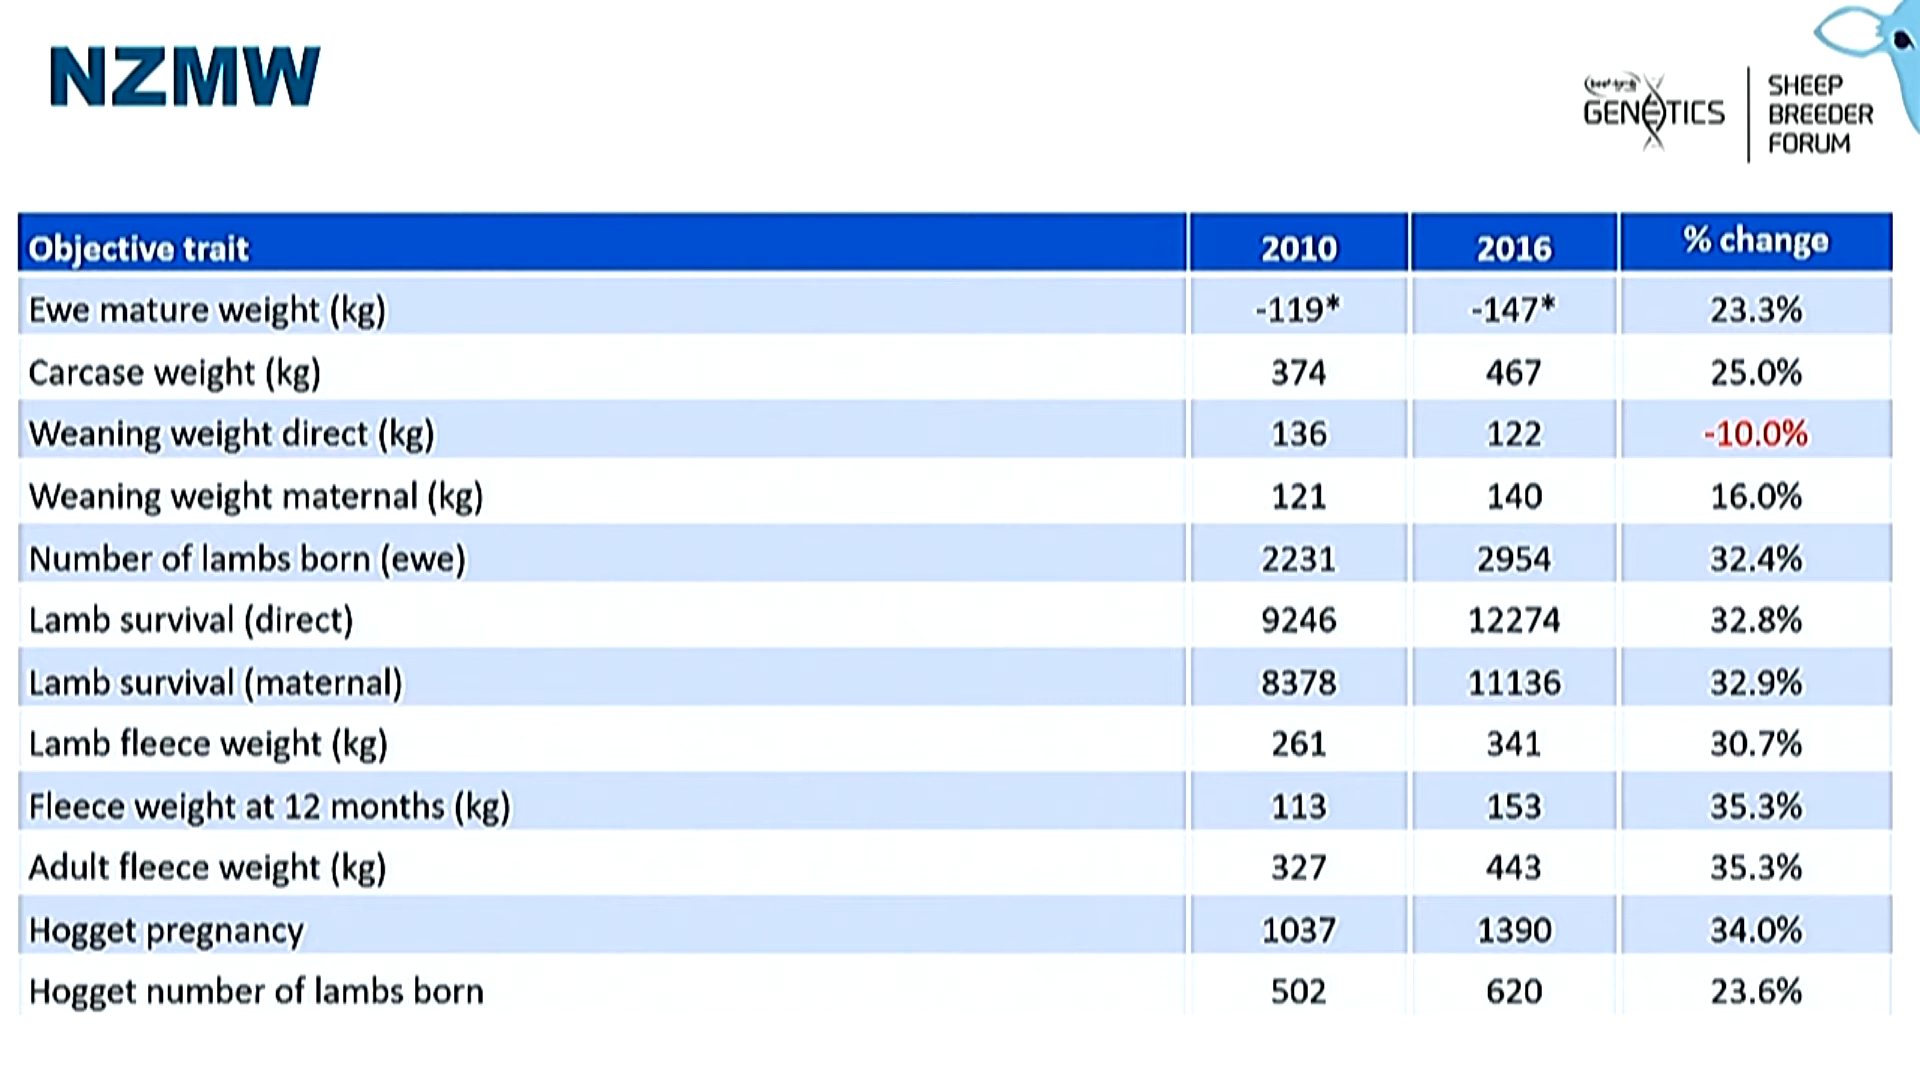 NZMW
GENETICS
SHEEP
BREEDER
FORUM
Objective trait 2010 2016 % change
Ewe mature weight (kg) -119* -147* 23.3%
Carcase weight (kg) 374 467 25.0%
Weaning weight direct (kg) 136 122 -10.0%
Weaning weight maternal (kg) 121 140 16.0%
Number of lambs born (ewe) 2231 2954 32.4%
Lamb survival (direct) 9246 12274 32.8%
Lamb survival (maternal) 8378 11136 32.9%
Lamb fleece weight (kg) 261 341 30.7%
Fleece weight at 12 months (kg) 113 153 35.3%
Adult fleece weight (kg) 327 443 35.3%
Hogget pregnancy 1037 1390 34.0%
Hogget number of lambs born 502 620 23.6%